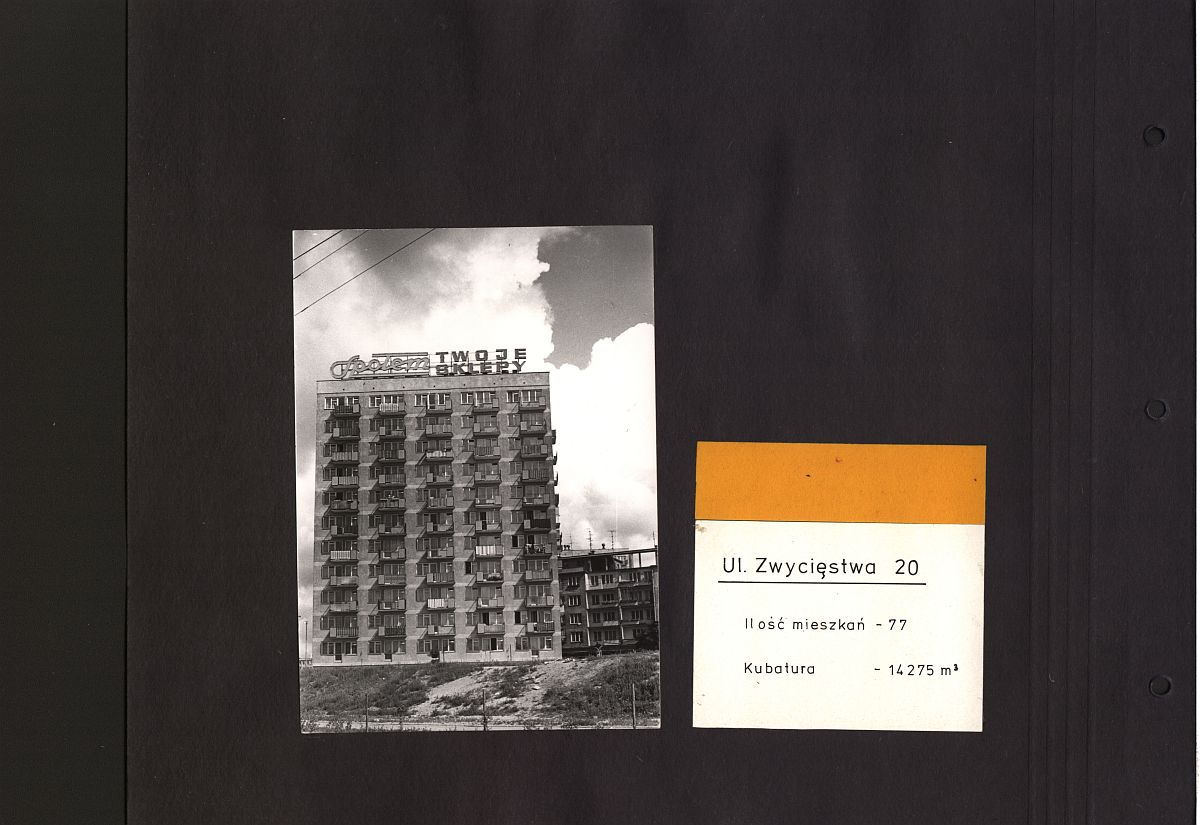 Społem TWOJE
SKLEPY
Ul. Zwycięstwa 20
Ilość mieszkań - 77
Kubatura - 14275 m³